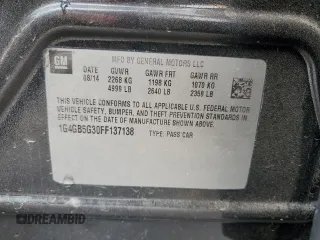 GM
MFD BY GENERAL MOTORS LLC
DATE GVWR GAWR FRT GAWR RR
08/14 2268 KG 1198 KG 1070 KG
4999 LB 2640 LB 2359 LB
THIS VEHICLE CONFORMS TO ALL APPLICABLE U.S. FEDERAL MOTOR
VEHICLE SAFETY, BUMPER, AND THEFT PREVENTION STANDARDS IN
EFFECT ON THE DATE OF MANUFACTURE SHOWN ABOVE.
1G4GB5G30FF137138 TYPE: PASS CAR
DREAMBID